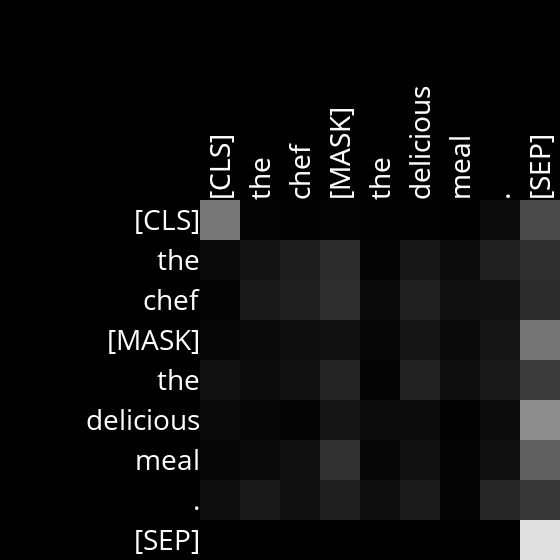 [CLS] the chef [MASK] the delicious meal . [SEP]
[CLS]
the
chef
[MASK]
the
delicious
meal
.
[SEP]